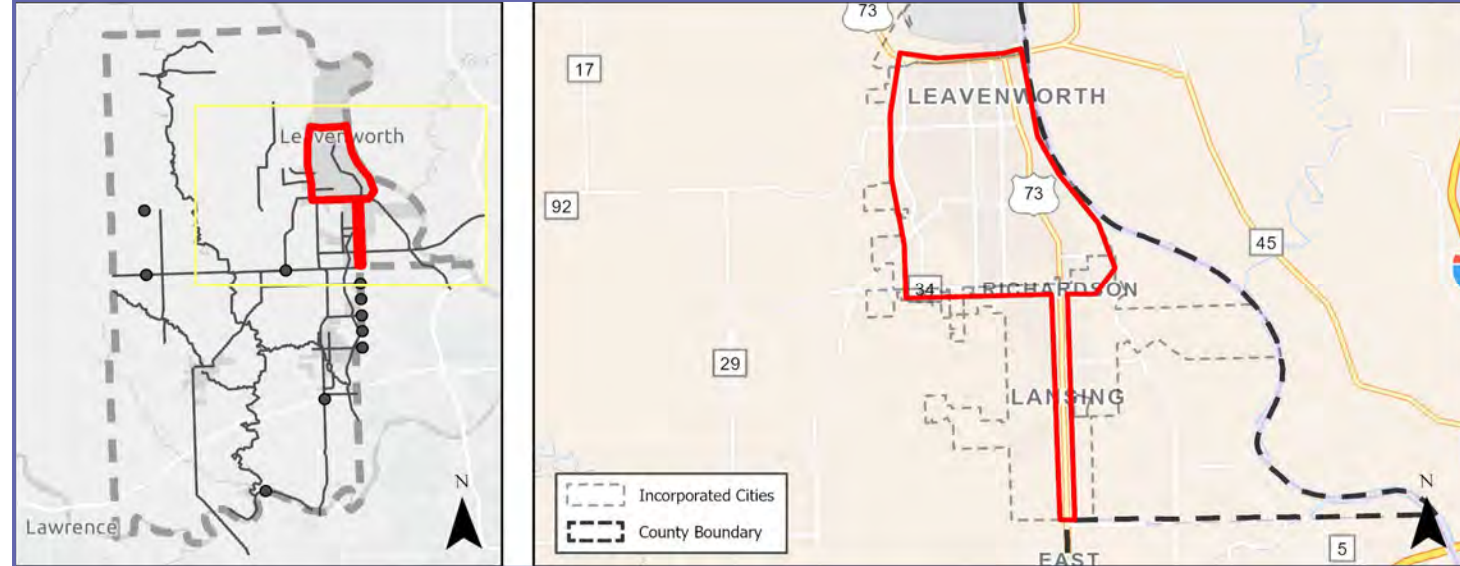 Leavenworth
Lawrence
N
73
17
LEAVENWORTH
92
73
45
34
RICHARDSON
29
LANSING
Incorporated Cities
County Boundary
N
EAST
5